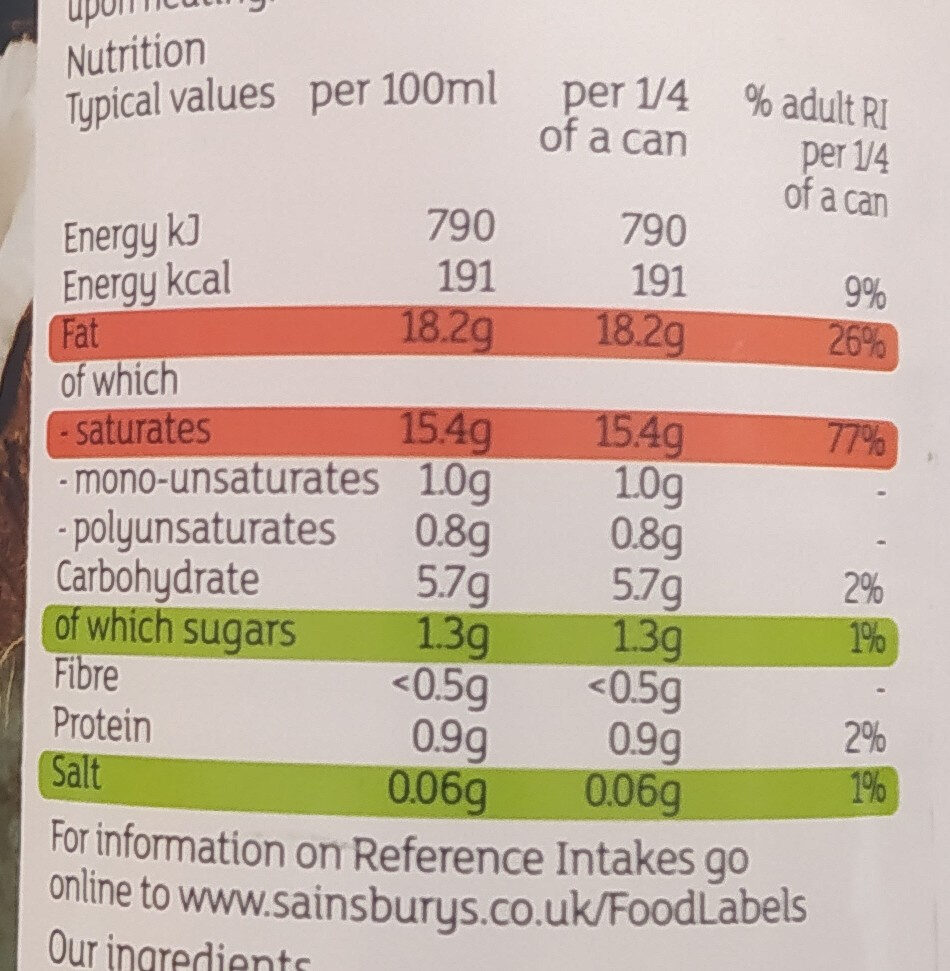 upon heating.
Nutrition
Typical values per 100ml per 1/4 % adult RI
of a can per 1/4
of a can
Energy kJ 790 790
Energy kcal 191 191 9%
Fat 18.2g 18.2g 26%
of which
- saturates 15.4g 15.4g 77%
- mono-unsaturates 1.0g 1.0g -
- polyunsaturates 0.8g 0.8g -
Carbohydrate 5.7g 5.7g 2%
of which sugars 1.3g 1.3g 1%
Fibre <0.5g <0.5g -
Protein 0.9g 0.9g 2%
Salt 0.06g 0.06g 1%
For information on Reference Intakes go
online to www.sainsburys.co.uk/FoodLabels
Our ingredients